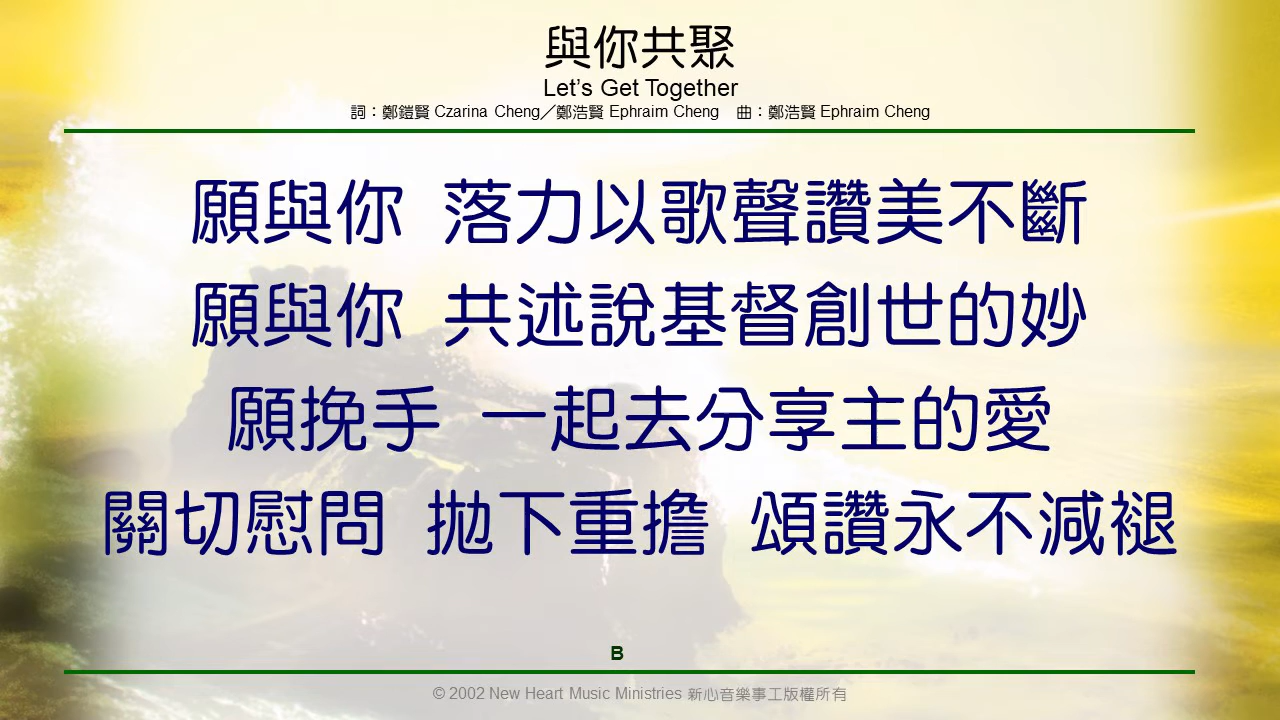 與你共聚
Let’s Get Together
詞：鄭鎧賢 Czarina Cheng／鄭浩賢 Ephraim Cheng　曲：鄭浩賢 Ephraim Cheng
願與你 落力以歌聲讚美不斷
願與你 共述說基督創世的妙
願挽手 一起去分享主的愛
關切慰問 拋下重擔 頌讚永不減褪
B
© 2002 New Heart Music Ministries 新心音樂事工版權所有